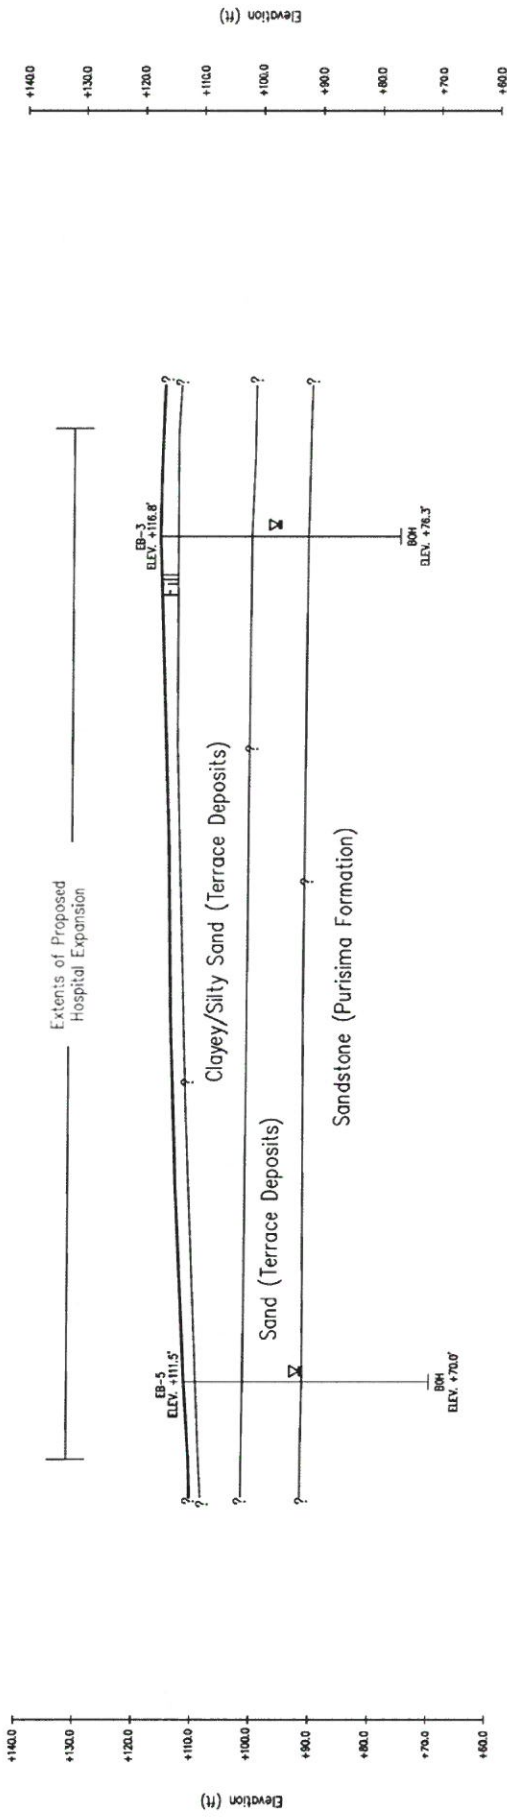 Elevation (ft)
+140.0
+130.0
+120.0
+110.0
+100.0
+90.0
+80.0
+70.0
+60.0
Extents of Proposed
Hospital Expansion
EB-5
ELEV. +111.5'
EB-3
ELEV. +116.8'
Fill
?
?
?
?
?
?
?
?
?
?
?
Clayey/Silty Sand (Terrace Deposits)
Sand (Terrace Deposits)
Sandstone (Purisima Formation)
BOH
ELEV. +70.0'
BOH
ELEV. +76.3'
+140.0
+130.0
+120.0
+110.0
+100.0
+90.0
+80.0
+70.0
+60.0
Elevation (ft)